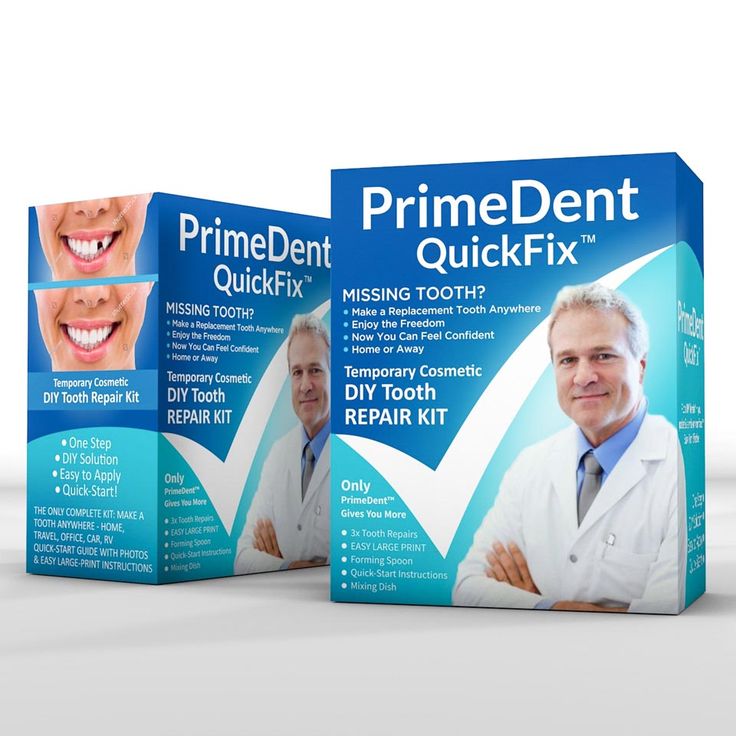 Temporary Cosmetic
DIY Tooth Repair Kit
• One Step
• DIY Solution
• Easy to Apply
• Quick-Start!
THE ONLY COMPLETE KIT: MAKE A
TOOTH ANYWHERE - HOME,
TRAVEL, OFFICE, CAR, RV
QUICK-START GUIDE WITH PHOTOS
& EASY LARGE-PRINT INSTRUCTIONS
PrimeDent
QuickFix™
MISSING TOOTH?
• Make a Replacement Tooth Anywhere
• Enjoy the Freedom
• Now You Can Feel Confident
• Home or Away
Temporary Cosmetic
DIY Tooth
REPAIR KIT
Only
PrimeDent™
Gives You More
• 3x Tooth Repairs
• EASY LARGE PRINT
• Forming Spoon
• Quick-Start Instructions
• Mixing Dish
PrimeDent
QuickFix™
MISSING TOOTH?
• Make a Replacement Tooth Anywhere
• Enjoy the Freedom
• Now You Can Feel Confident
• Home or Away
Temporary Cosmetic
DIY Tooth
REPAIR KIT
Only
PrimeDent™
Gives You More
• 3x Tooth Repairs
• EASY LARGE PRINT
• Forming Spoon
• Quick-Start Instructions
• Mixing Dish
PrimeDent
QuickFix